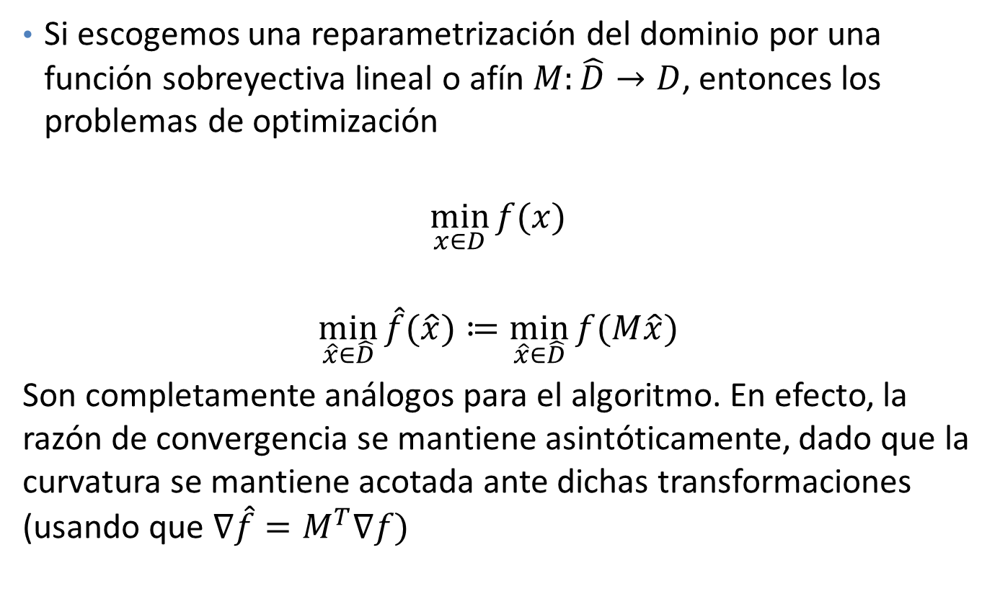 • Si escogemos una reparametrización del dominio por una
función sobreyectiva lineal o afín $M: \widehat{D} \rightarrow D$, entonces los
problemas de optimización
$\min_{x \in D} f(x)$
$\min_{\hat{x} \in \widehat{D}} \hat{f}(\hat{x}) := \min_{\hat{x} \in \widehat{D}} f(M\hat{x})$
Son completamente análogos para el algoritmo. En efecto, la
razón de convergencia se mantiene asintóticamente, dado que la
curvatura se mantiene acotada ante dichas transformaciones
(usando que $\nabla \hat{f} = M^T \nabla f$)